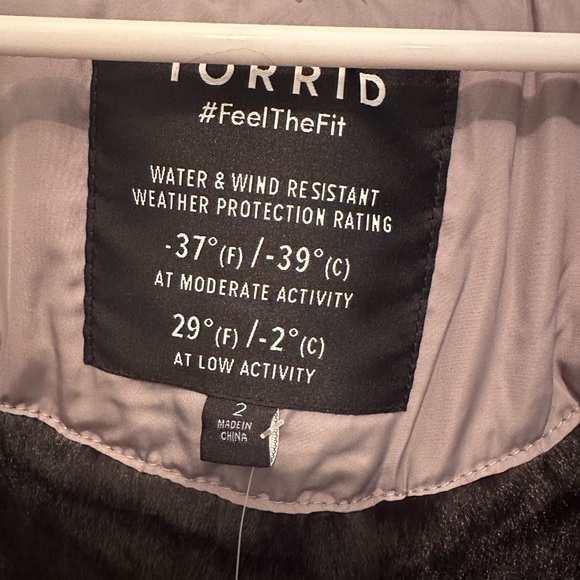 TORRID
#FeelTheFit
WATER & WIND RESISTANT
WEATHER PROTECTION RATING
-37°(F) / -39°(C)
AT MODERATE ACTIVITY
29°(F) / -2°(C)
AT LOW ACTIVITY
2
MADE IN
CHINA